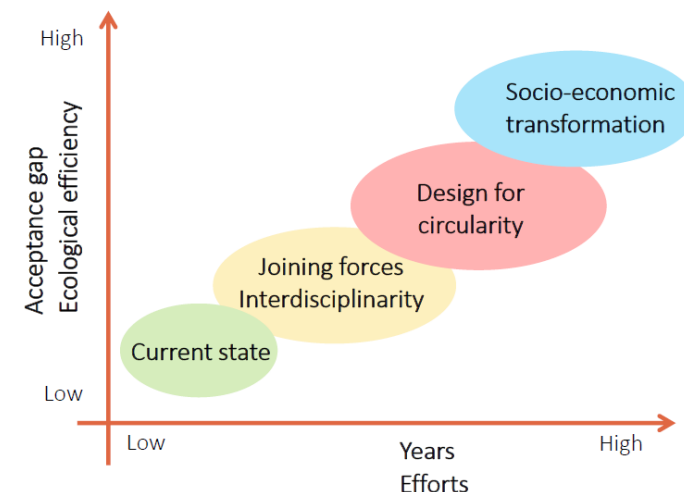 High
Acceptance gap
Ecological efficiency
Low
Socio-economic
transformation
Design for
circularity
Joining forces
Interdisciplinarity
Current state
Low
Years
Efforts
High